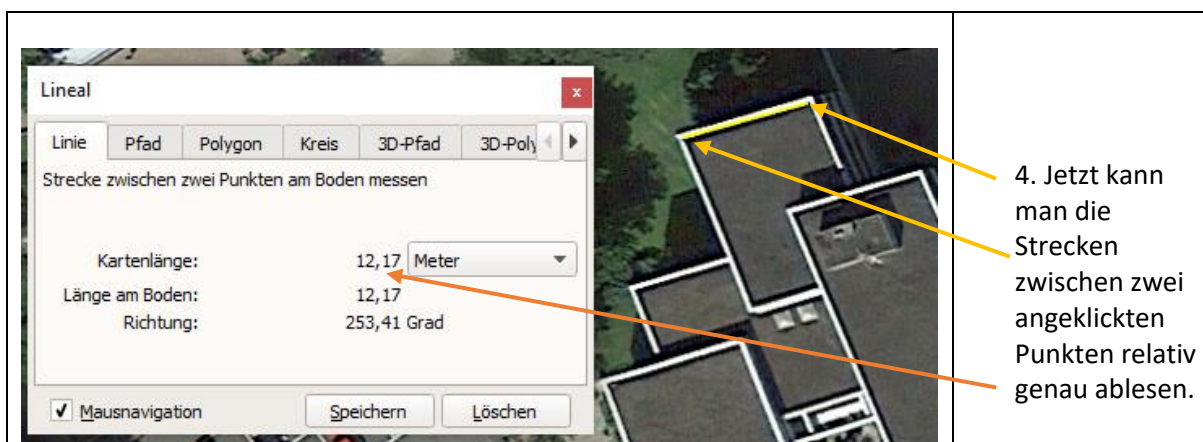 Lineal
x
Linie Pfad Polygon Kreis 3D-Pfad 3D-Poly
Strecke zwischen zwei Punkten am Boden messen
Kartenlänge: 12,17 Meter
Länge am Boden: 12,17
Richtung: 253,41 Grad
Mausnavigation Speichern Löschen
4. Jetzt kann
man die
Strecken
zwischen zwei
angeklickten
Punkten relativ
genau ablesen.